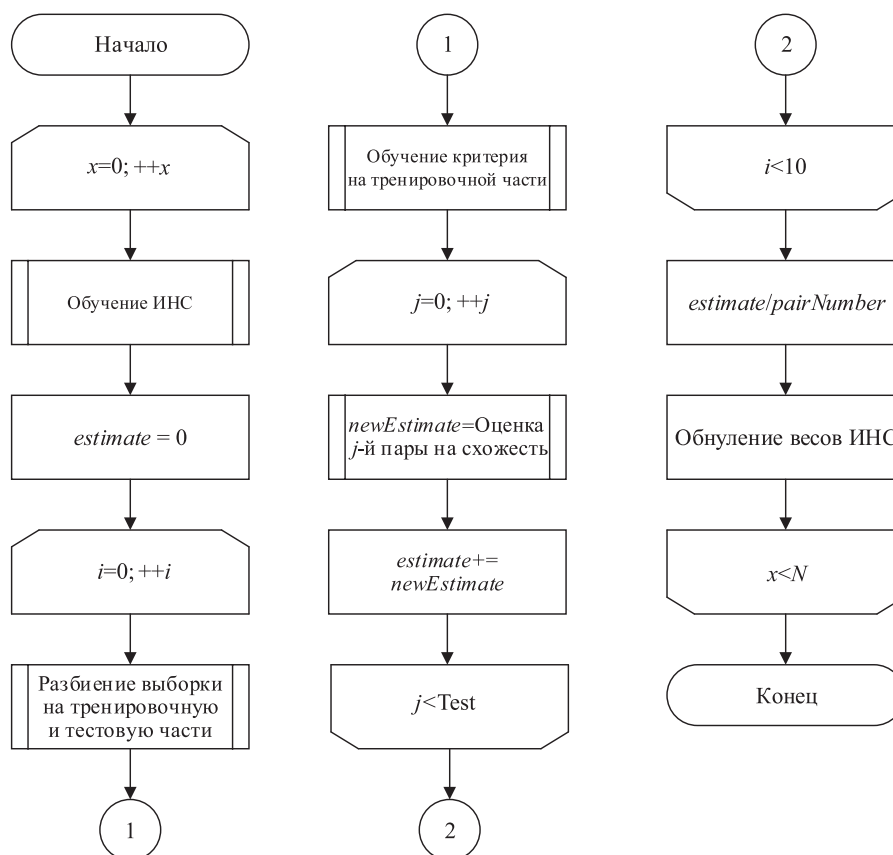 Начало
x=0; ++x
Обучение ИНС
estimate = 0
i=0; ++i
Разбиение выборки
на тренировочную
и тестовую части
1
1
Обучение критерия
на тренировочной части
j=0; ++j
newEstimate=Оценка
j-й пары на схожесть
estimate+=
newEstimate
j<Test
2
2
i<10
estimate/pairNumber
Обнуление весов ИНС
x<N
Конец